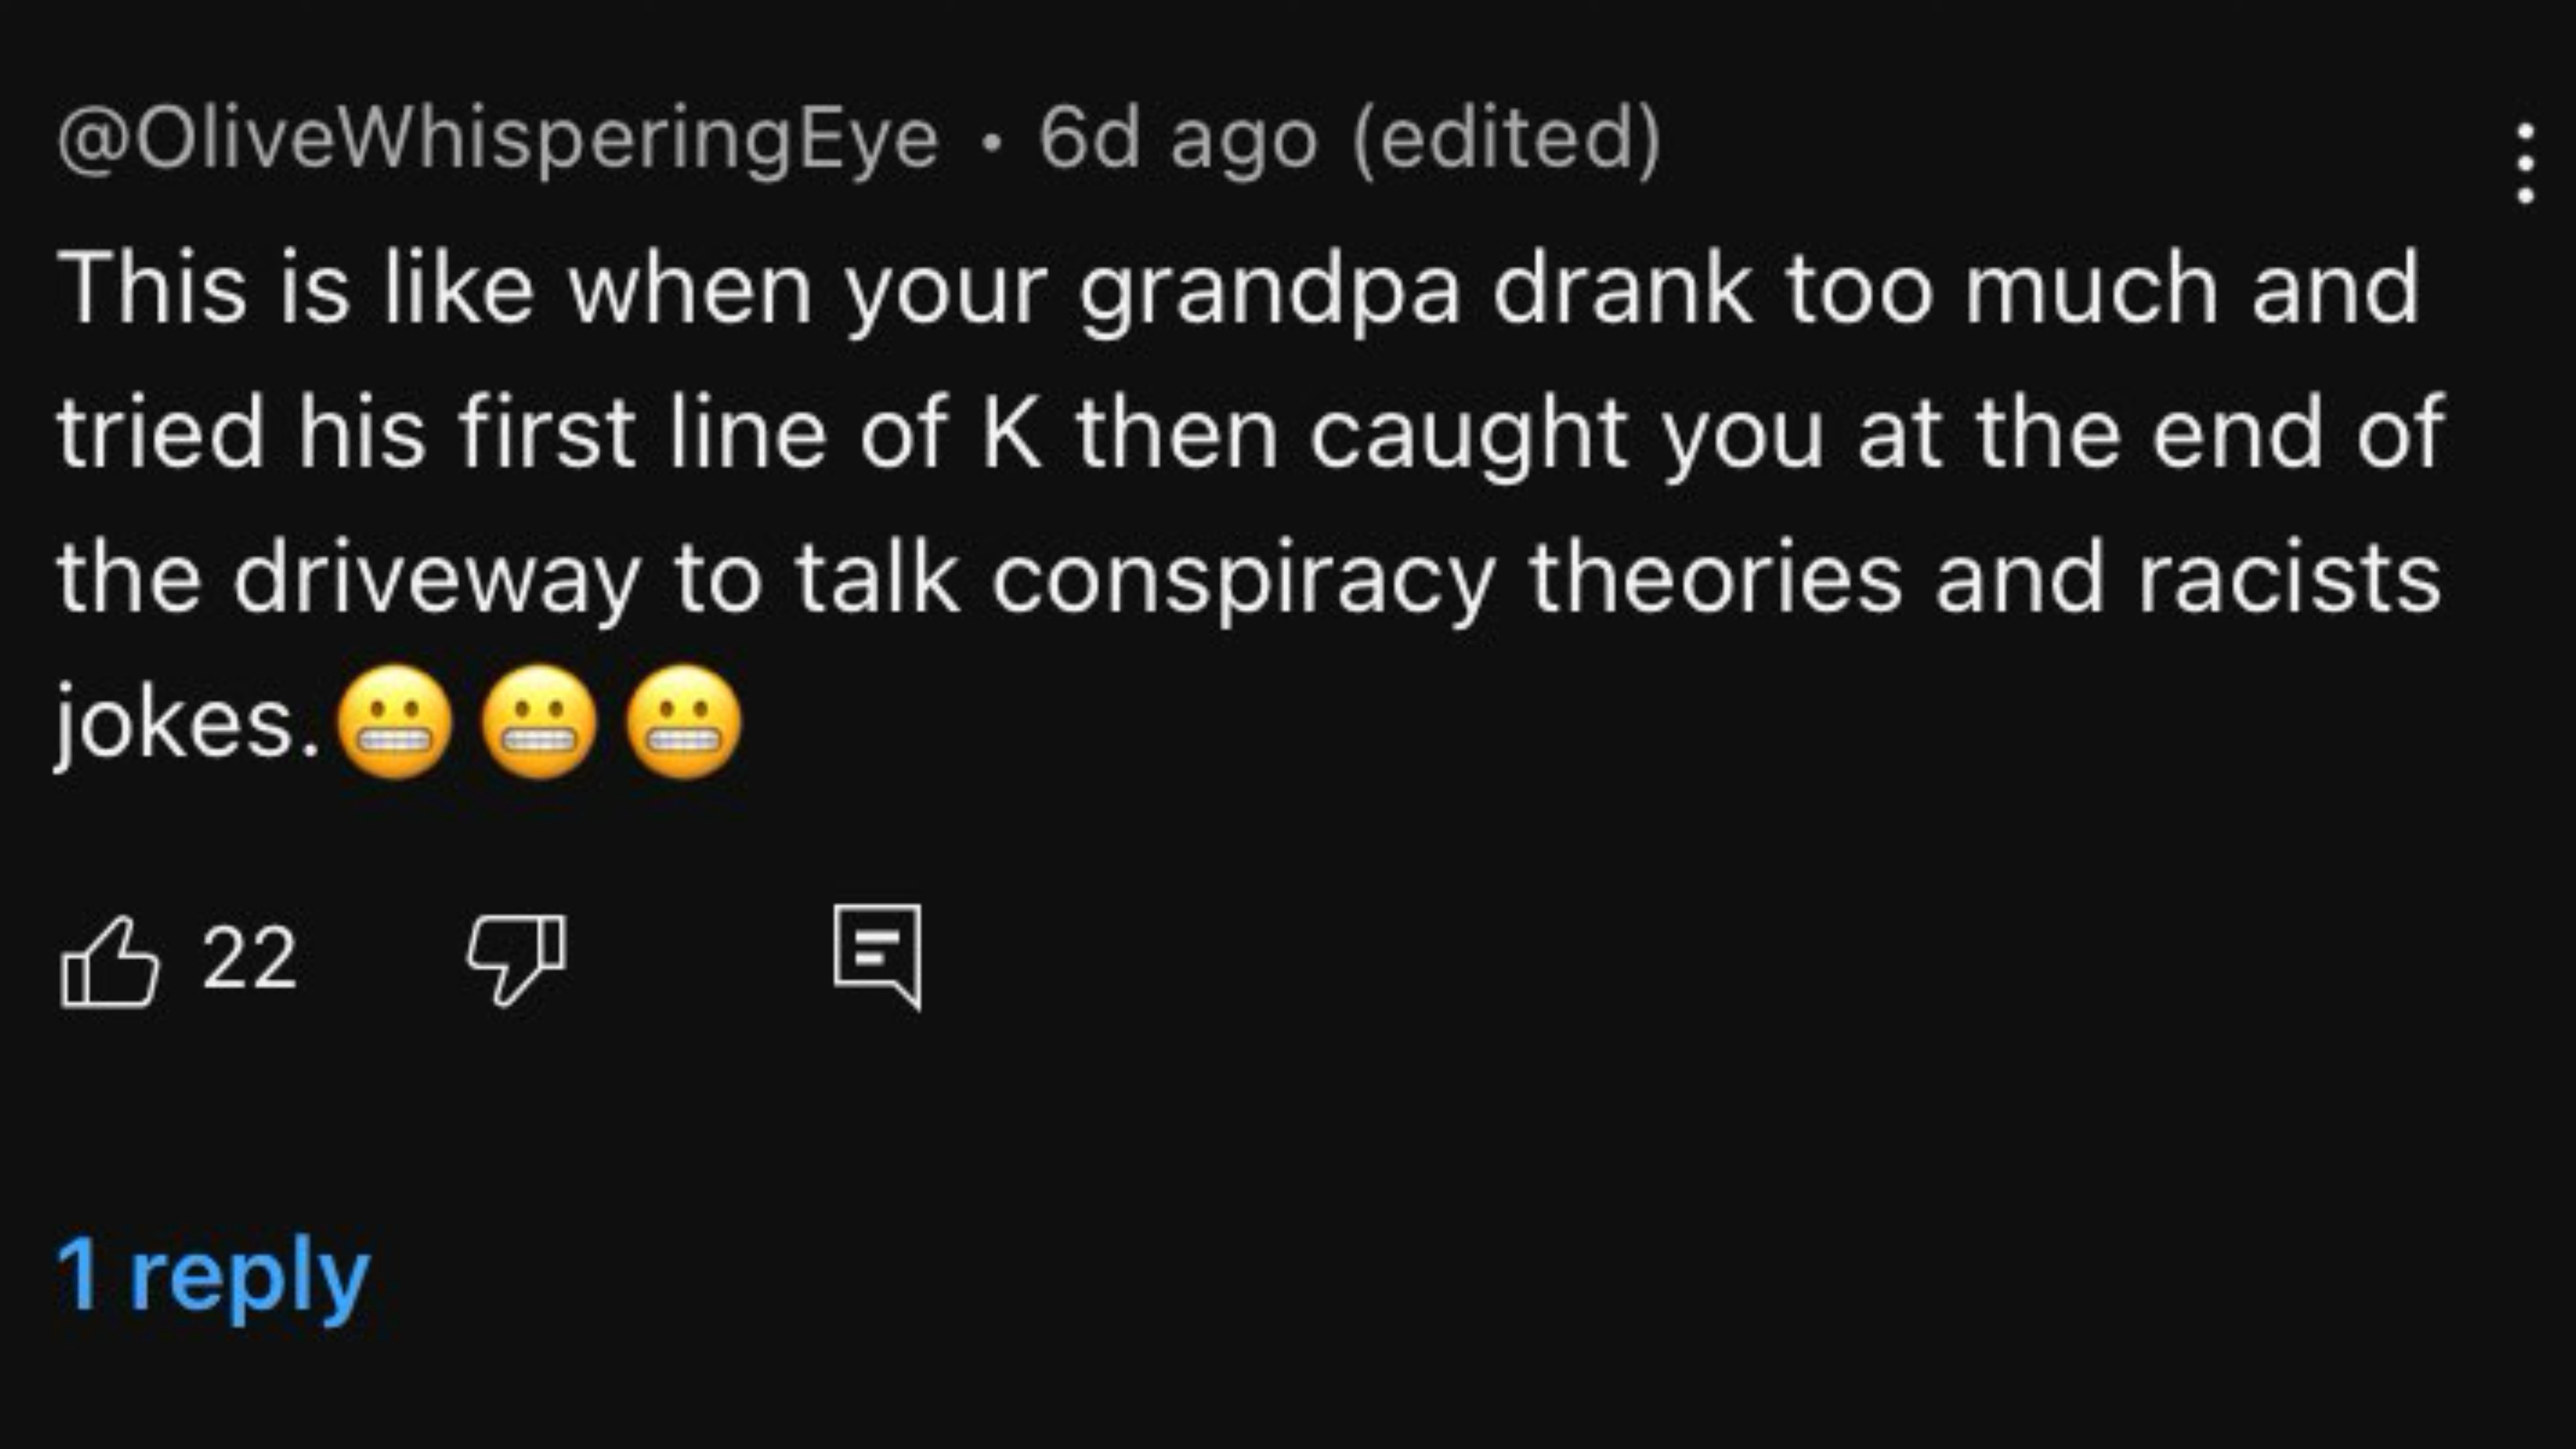 @OliveWhisperingEye • 6d ago (edited)
This is like when your grandpa drank too much and
tried his first line of K then caught you at the end of
the driveway to talk conspiracy theories and racists
jokes.😬😬😬
22
1 reply